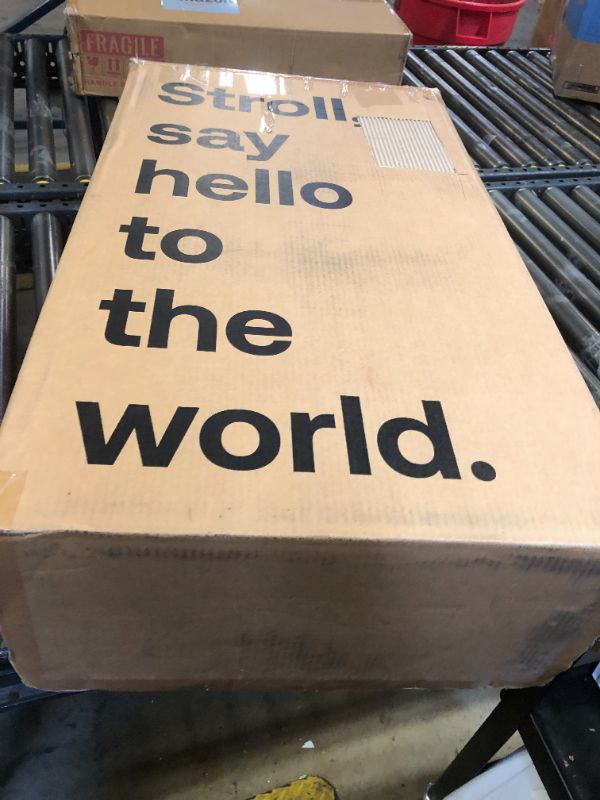 FRAGILE
Stroll,
say
hello
to
the
world.